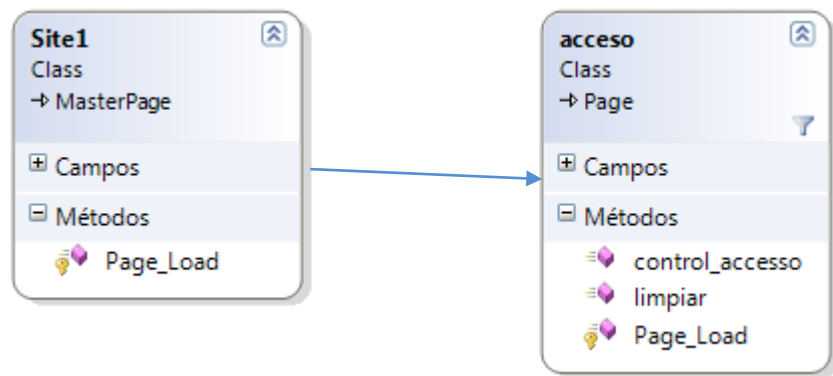 Site1
Class
MasterPage
Campos
Métodos
Page_Load
acceso
Class
Page
Campos
Métodos
control_accesso
limpiar
Page_Load